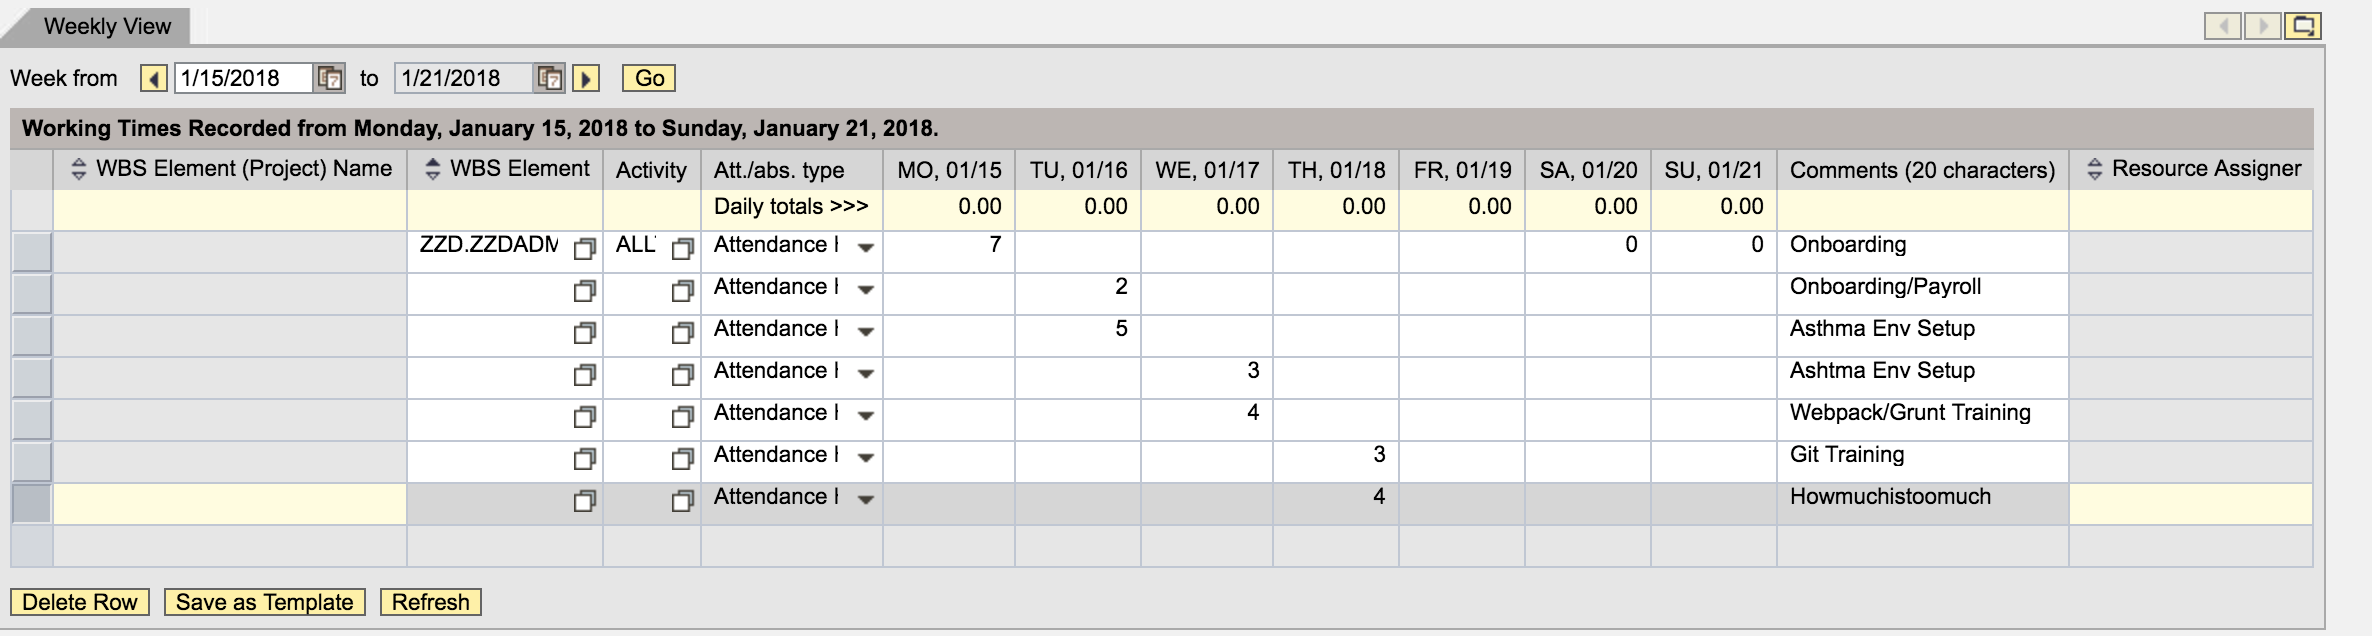 Weekly View
Week from 1/15/2018 to 1/21/2018 Go
Working Times Recorded from Monday, January 15, 2018 to Sunday, January 21, 2018.
WBS Element (Project) Name WBS Element Activity Att./abs. type MO, 01/15 TU, 01/16 WE, 01/17 TH, 01/18 FR, 01/19 SA, 01/20 SU, 01/21 Comments (20 characters) Resource Assigner
Daily totals >>> 0.00 0.00 0.00 0.00 0.00 0.00 0.00
ZZD.ZZDADM ALL Attendance 7 0 0 Onboarding
Attendance 2 Onboarding/Payroll
Attendance 5 Asthma Env Setup
Attendance 3 Ashtma Env Setup
Attendance 4 Webpack/Grunt Training
Attendance 3 Git Training
Attendance 4 Howmuchistoomuch
Delete Row Save as Template Refresh